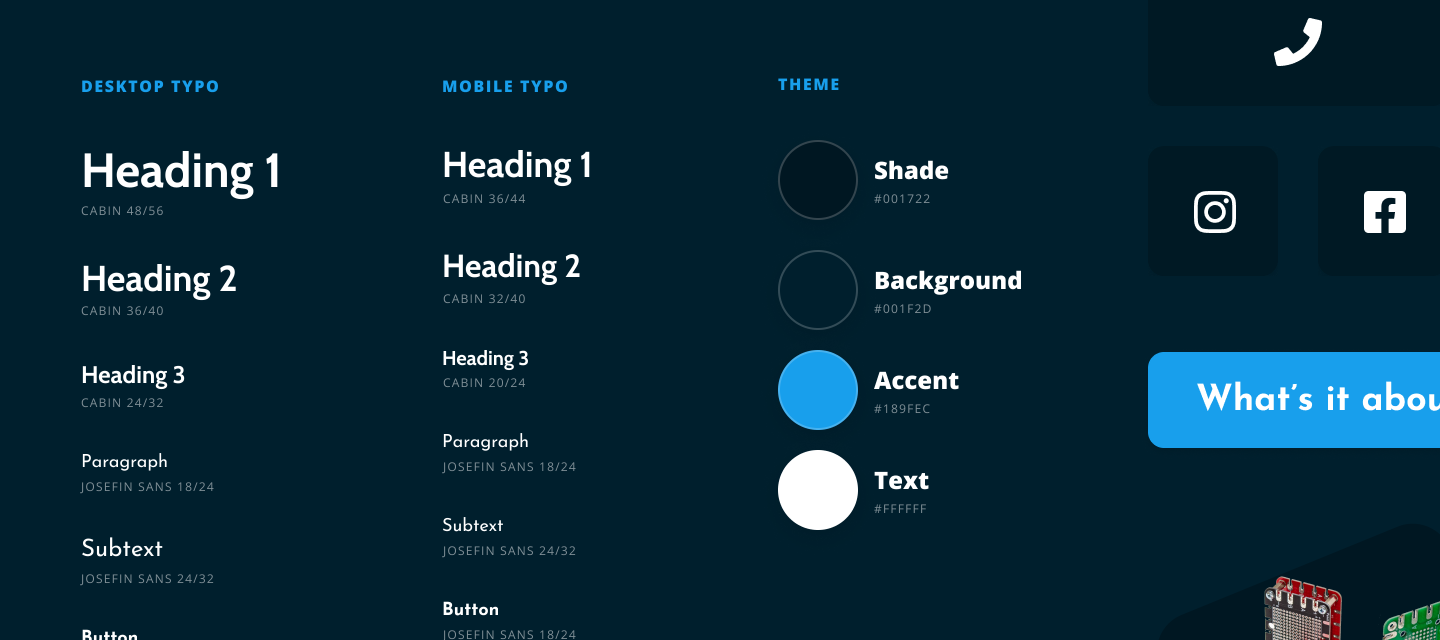 DESKTOP TYPO
Heading 1
CABIN 48/56
Heading 2
CABIN 36/40
Heading 3
CABIN 24/32
Paragraph
JOSEFIN SANS 18/24
Subtext
JOSEFIN SANS 24/32
Button
MOBILE TYPO
Heading 1
CABIN 36/44
Heading 2
CABIN 32/40
Heading 3
CABIN 20/24
Paragraph
JOSEFIN SANS 18/24
Subtext
JOSEFIN SANS 24/32
Button
JOSEFIN SANS 18/24
THEME
Shade
#001722
Background
#001F2D
Accent
#189FEC
Text
#FFFFFF
What's it abou